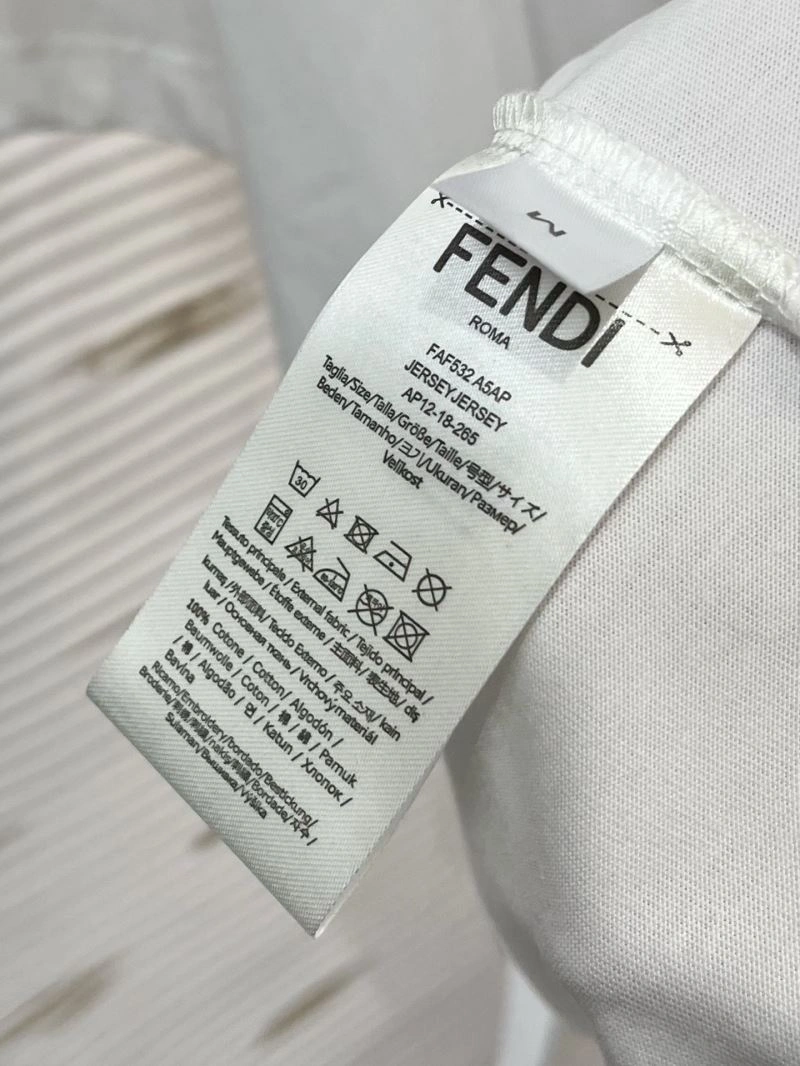 M
FENDI
ROMA
FAF532 A5AP
JERSEYJERSEY
AP12-18-265
Taglia/Size/Talla/Größe/Taille/号型/サイズ/
Beden/Tamanho/크기/Ukuran/Размер/
Velikost
30
Tessuto principale / External fabric / Tejido principal /
Hauptgewebe / Étoffe externe / 主面料 / 表生地 / dış
kumaş / 外部面料 / Tecido Externo / 주요 소재 / kain
luar / Основная ткань / Vrchový materiál
100% Cotone / Cotton / Algodón /
Baumwolle / Coton / 棉 / 綿 / Pamuk
/ 棉 / Algodão / 면 / Katun / Хлопок /
Bavlna
Ricamo/Embroidery/bordado/Bestickung/
Broderie/刺绣/刺繍/nakış/刺繡/Bordado/자수/
Sulaman/Вышивка/Výšika